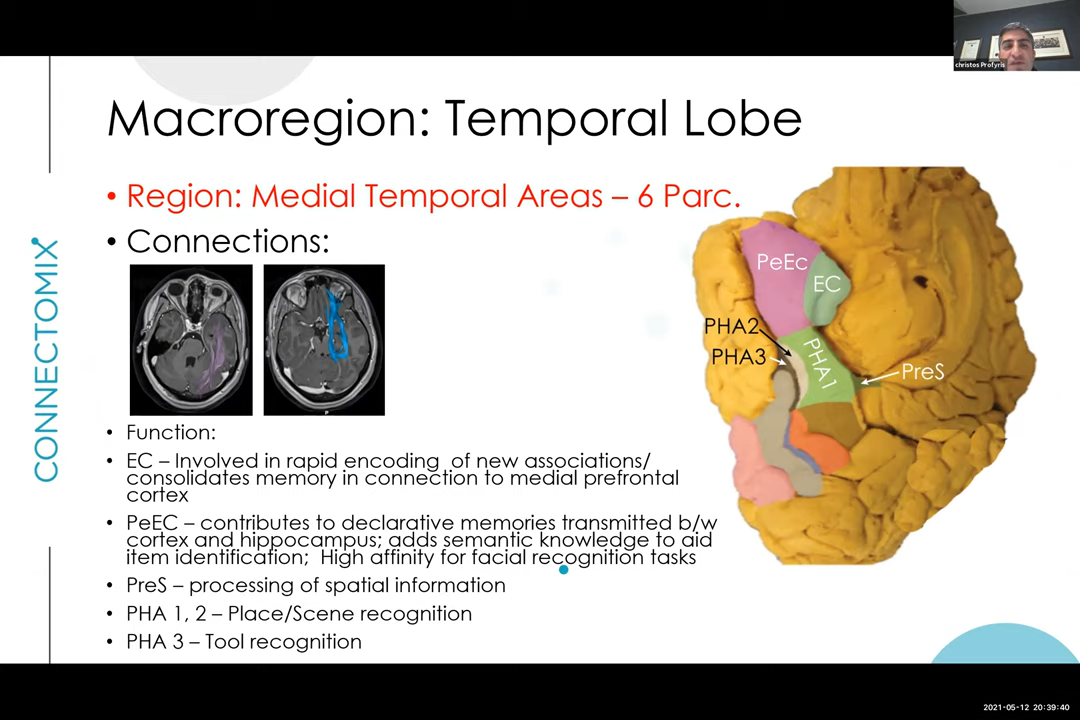 christos Profyris
Macroregion: Temporal Lobe
• Region: Medial Temporal Areas – 6 Parc.
• Connections:
CONNECTOMIX
PeEc
EC
PHA2
PHA3
PHA1
PreS
• Function:
• EC – Involved in rapid encoding of new associations/
consolidates memory in connection to medial prefrontal
cortex
• PeEC – contributes to declarative memories transmitted b/w
cortex and hippocampus; adds semantic knowledge to aid
item identification; High affinity for facial recognition tasks
• PreS – processing of spatial information
• PHA 1, 2 – Place/Scene recognition
• PHA 3 – Tool recognition
2021-05-12 20:39:40